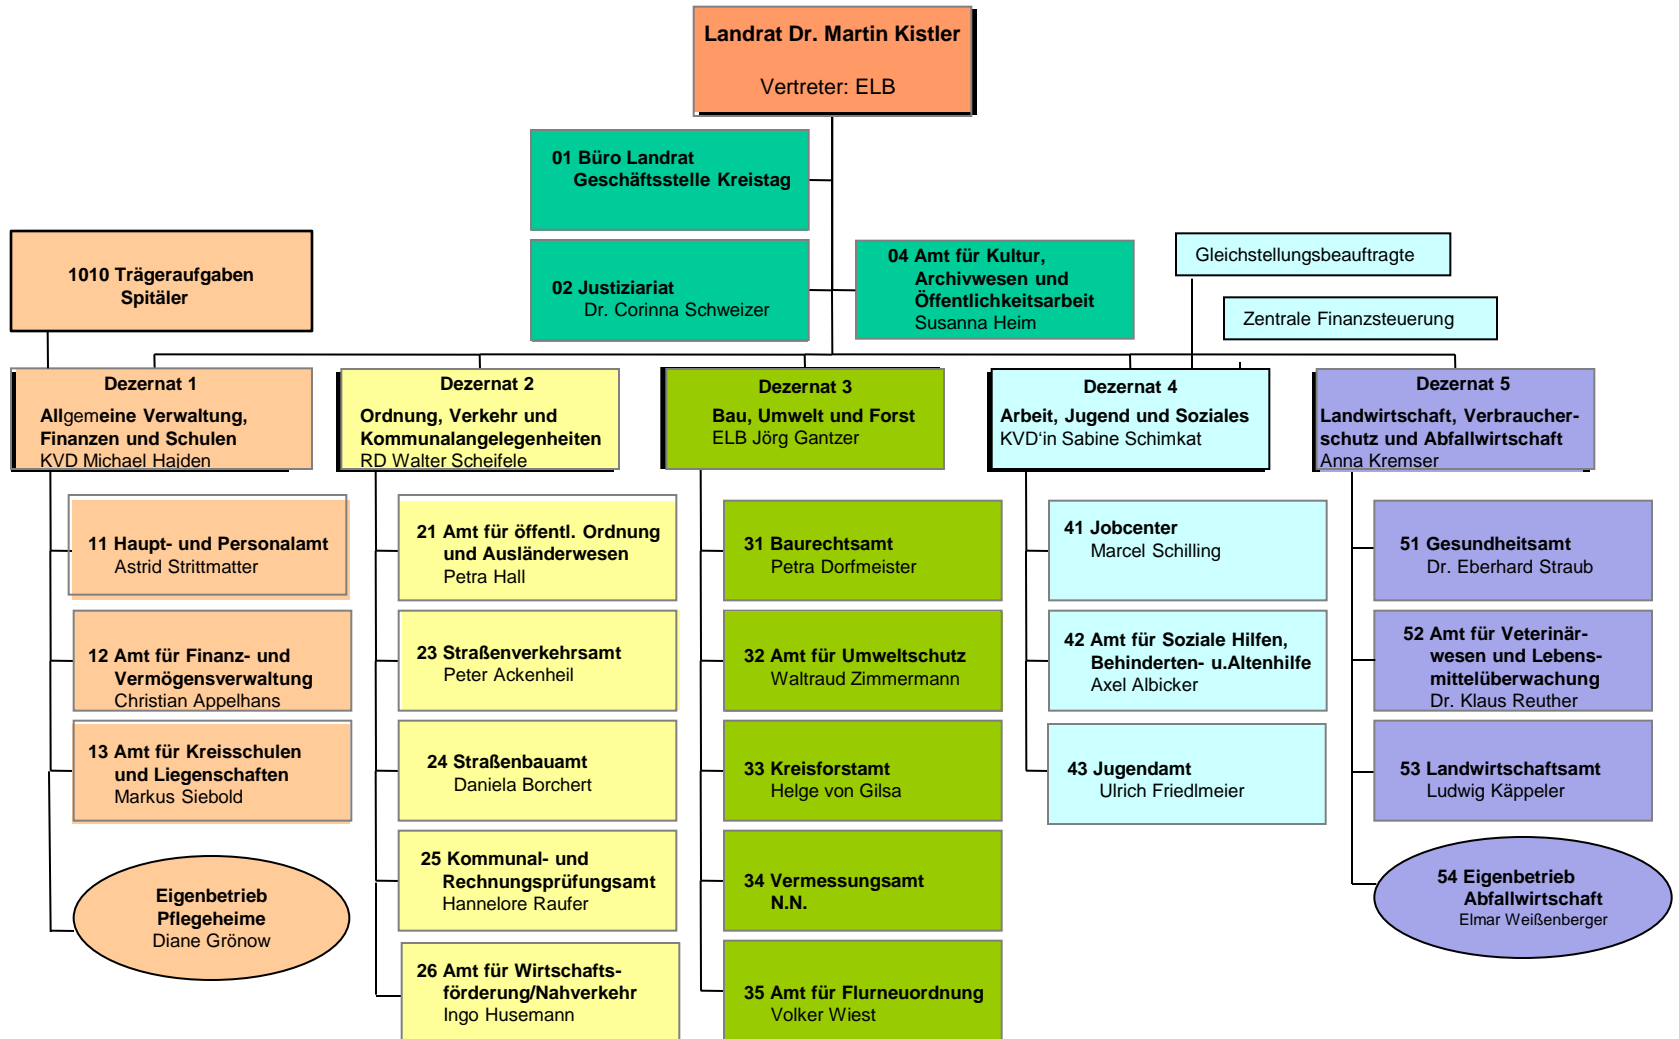 Landrat Dr. Martin Kistler
Vertreter: ELB
01 Büro Landrat
Geschäftsstelle Kreistag
02 Justiziariat
Dr. Corinna Schweizer
04 Amt für Kultur,
Archivwesen und
Öffentlichkeitsarbeit
Susanna Heim
Gleichstellungsbeauftragte
Zentrale Finanzsteuerung
1010 Trägeraufgaben
Spitäler
Dezernat 1
Allgemeine Verwaltung,
Finanzen und Schulen
KVD Michael Hajden
11 Haupt- und Personalamt
Astrid Strittmatter
12 Amt für Finanz- und
Vermögensverwaltung
Christian Appelhans
13 Amt für Kreisschulen
und Liegenschaften
Markus Siebold
Eigenbetrieb
Pflegeheime
Diane Grönow
Dezernat 2
Ordnung, Verkehr und
Kommunalangelegenheiten
RD Walter Scheifele
21 Amt für öffentl. Ordnung
und Ausländerwesen
Petra Hall
23 Straßenverkehrsamt
Peter Ackenheil
24 Straßenbauamt
Daniela Borchert
25 Kommunal- und
Rechnungsprüfungsamt
Hannelore Raufer
26 Amt für Wirtschafts-
förderung/Nahverkehr
Ingo Husemann
Dezernat 3
Bau, Umwelt und Forst
ELB Jörg Gantzer
31 Baurechtsamt
Petra Dorfmeister
32 Amt für Umweltschutz
Waltraud Zimmermann
33 Kreisforstamt
Helge von Gilsa
34 Vermessungsamt
N.N.
35 Amt für Flurneuordnung
Volker Wiest
Dezernat 4
Arbeit, Jugend und Soziales
KVD'in Sabine Schimkat
41 Jobcenter
Marcel Schilling
42 Amt für Soziale Hilfen,
Behinderten- u.Altenhilfe
Axel Albicker
43 Jugendamt
Ulrich Friedlmeier
Dezernat 5
Landwirtschaft, Verbraucher-
schutz und Abfallwirtschaft
Anna Kremser
51 Gesundheitsamt
Dr. Eberhard Straub
52 Amt für Veterinär-
wesen und Lebens-
mittelüberwachung
Dr. Klaus Reuther
53 Landwirtschaftsamt
Ludwig Käppeler
54 Eigenbetrieb
Abfallwirtschaft
Elmar Weißenberger